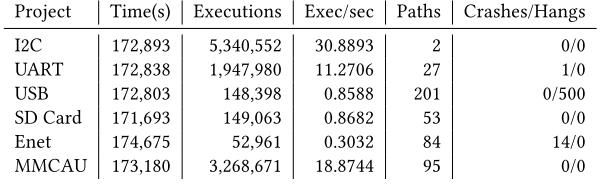 Project Time(s) Executions Exec/sec Paths Crashes/Hangs
I2C 172,893 5,340,552 30.8893 2 0/0
UART 172,838 1,947,980 11.2706 27 1/0
USB 172,803 148,398 0.8588 201 0/500
SD Card 171,693 149,063 0.8682 53 0/0
Enet 174,675 52,961 0.3032 84 14/0
MMCAU 173,180 3,268,671 18.8744 95 0/0